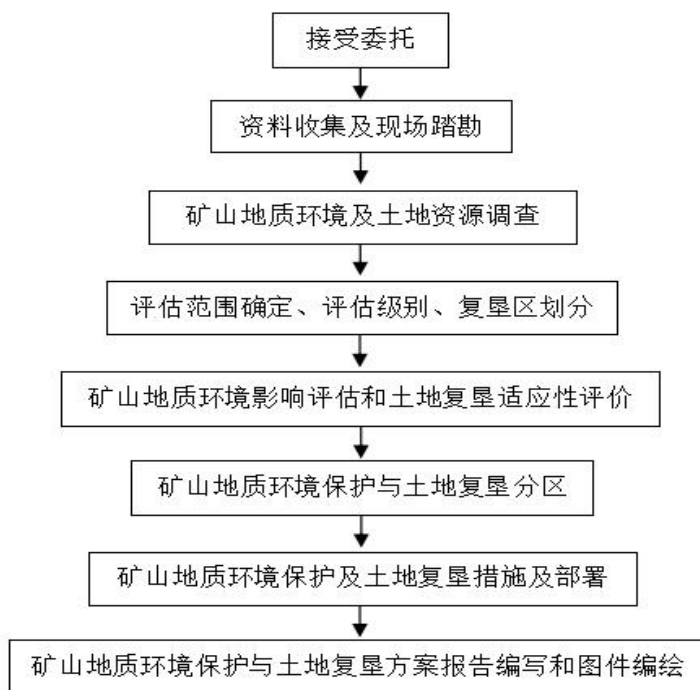 接受委托
资料收集及现场踏勘
矿山地质环境及土地资源调查
评估范围确定、评估级别、复垦区划分
矿山地质环境影响评估和土地复垦适应性评价
矿山地质环境保护与土地复垦分区
矿山地质环境保护及土地复垦措施及部署
矿山地质环境保护与土地复垦方案报告编写和图件编绘